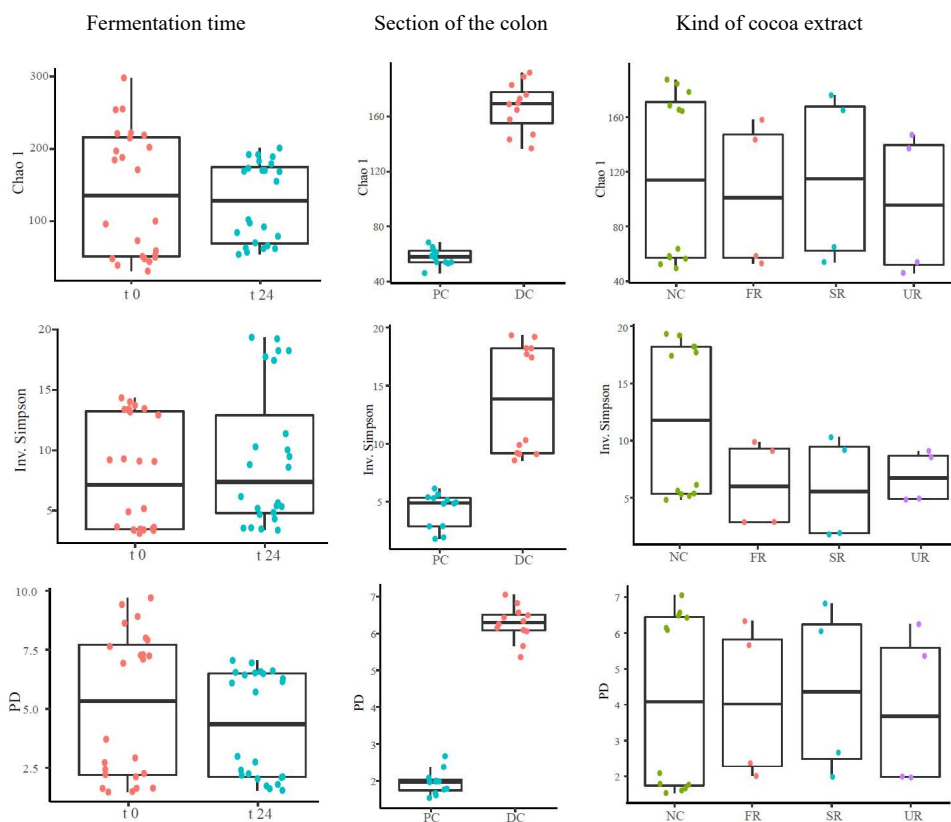 Fermentation time
Section of the colon
Kind of cocoa extract
Chao 1
300
200
100
t 0
t 24
Chao 1
160
120
80
40
PC
DC
Chao 1
160
120
80
40
NC
FR
SR
UR
Inv. Simpson
20
15
10
5
t 0
t 24
Inv. Simpson
20
15
10
5
PC
DC
Inv. Simpson
20
15
10
5
NC
FR
SR
UR
PD
10.0
7.5
5.0
2.5
t 0
t 24
PD
7
6
5
4
3
2
PC
DC
PD
7
6
5
4
3
2
NC
FR
SR
UR